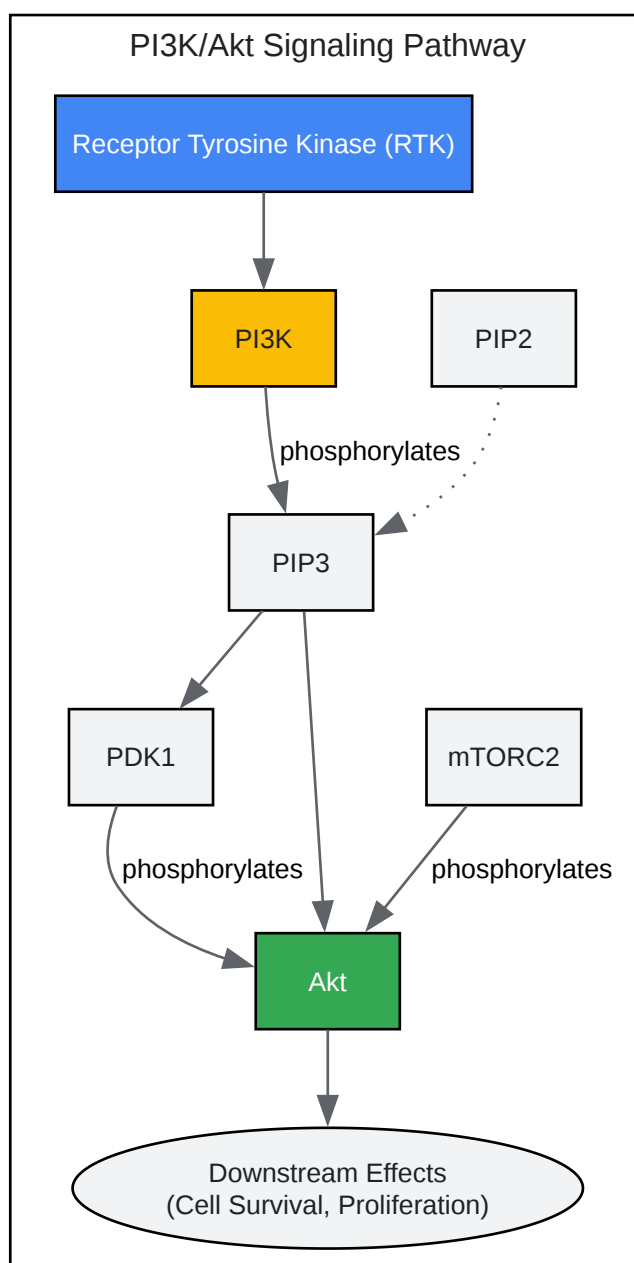 PI3K/Akt Signaling Pathway
Receptor Tyrosine Kinase (RTK)
PI3K
PIP2
phosphorylates
PIP3
PDK1
mTORC2
phosphorylates
phosphorylates
Akt
Downstream Effects
(Cell Survival, Proliferation)